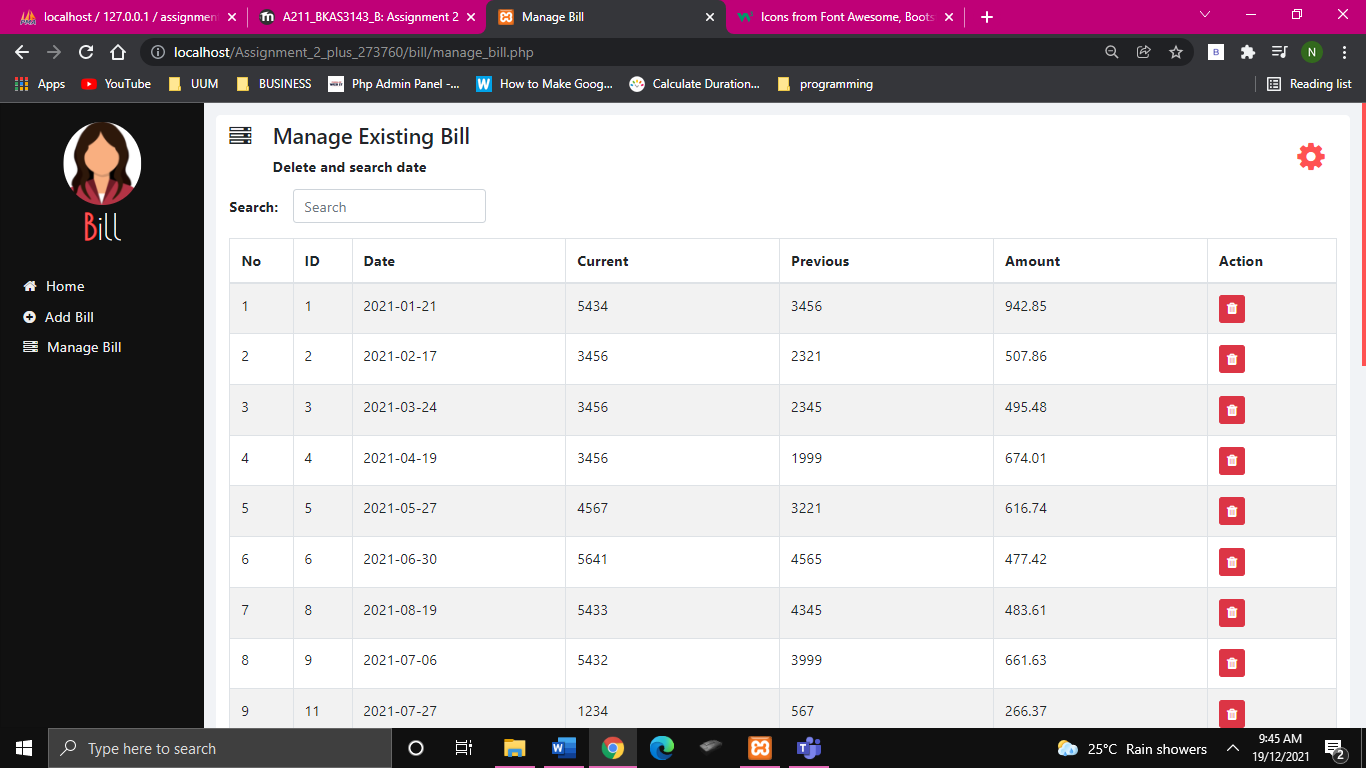 localhost / 127.0.0.1 / assignment
A211_BKAS3143_B: Assignment 2
Manage Bill
Icons from Font Awesome, Boots
localhost/Assignment_2_plus_273760/bill/manage_bill.php
B
N
Apps YouTube UUM BUSINESS Php Admin Panel -... How to Make Goog... Calculate Duration... programming Reading list
Bill
Home
Add Bill
Manage Bill
Manage Existing Bill
Delete and search date
Search: Search
No ID Date Current Previous Amount Action
1 1 2021-01-21 5434 3456 942.85
2 2 2021-02-17 3456 2321 507.86
3 3 2021-03-24 3456 2345 495.48
4 4 2021-04-19 3456 1999 674.01
5 5 2021-05-27 4567 3221 616.74
6 6 2021-06-30 5641 4565 477.42
7 8 2021-08-19 5433 4345 483.61
8 9 2021-07-06 5432 3999 661.63
9 11 2021-07-27 1234 567 266.37
Type here to search
25°C Rain showers
9:45 AM
19/12/2021
2